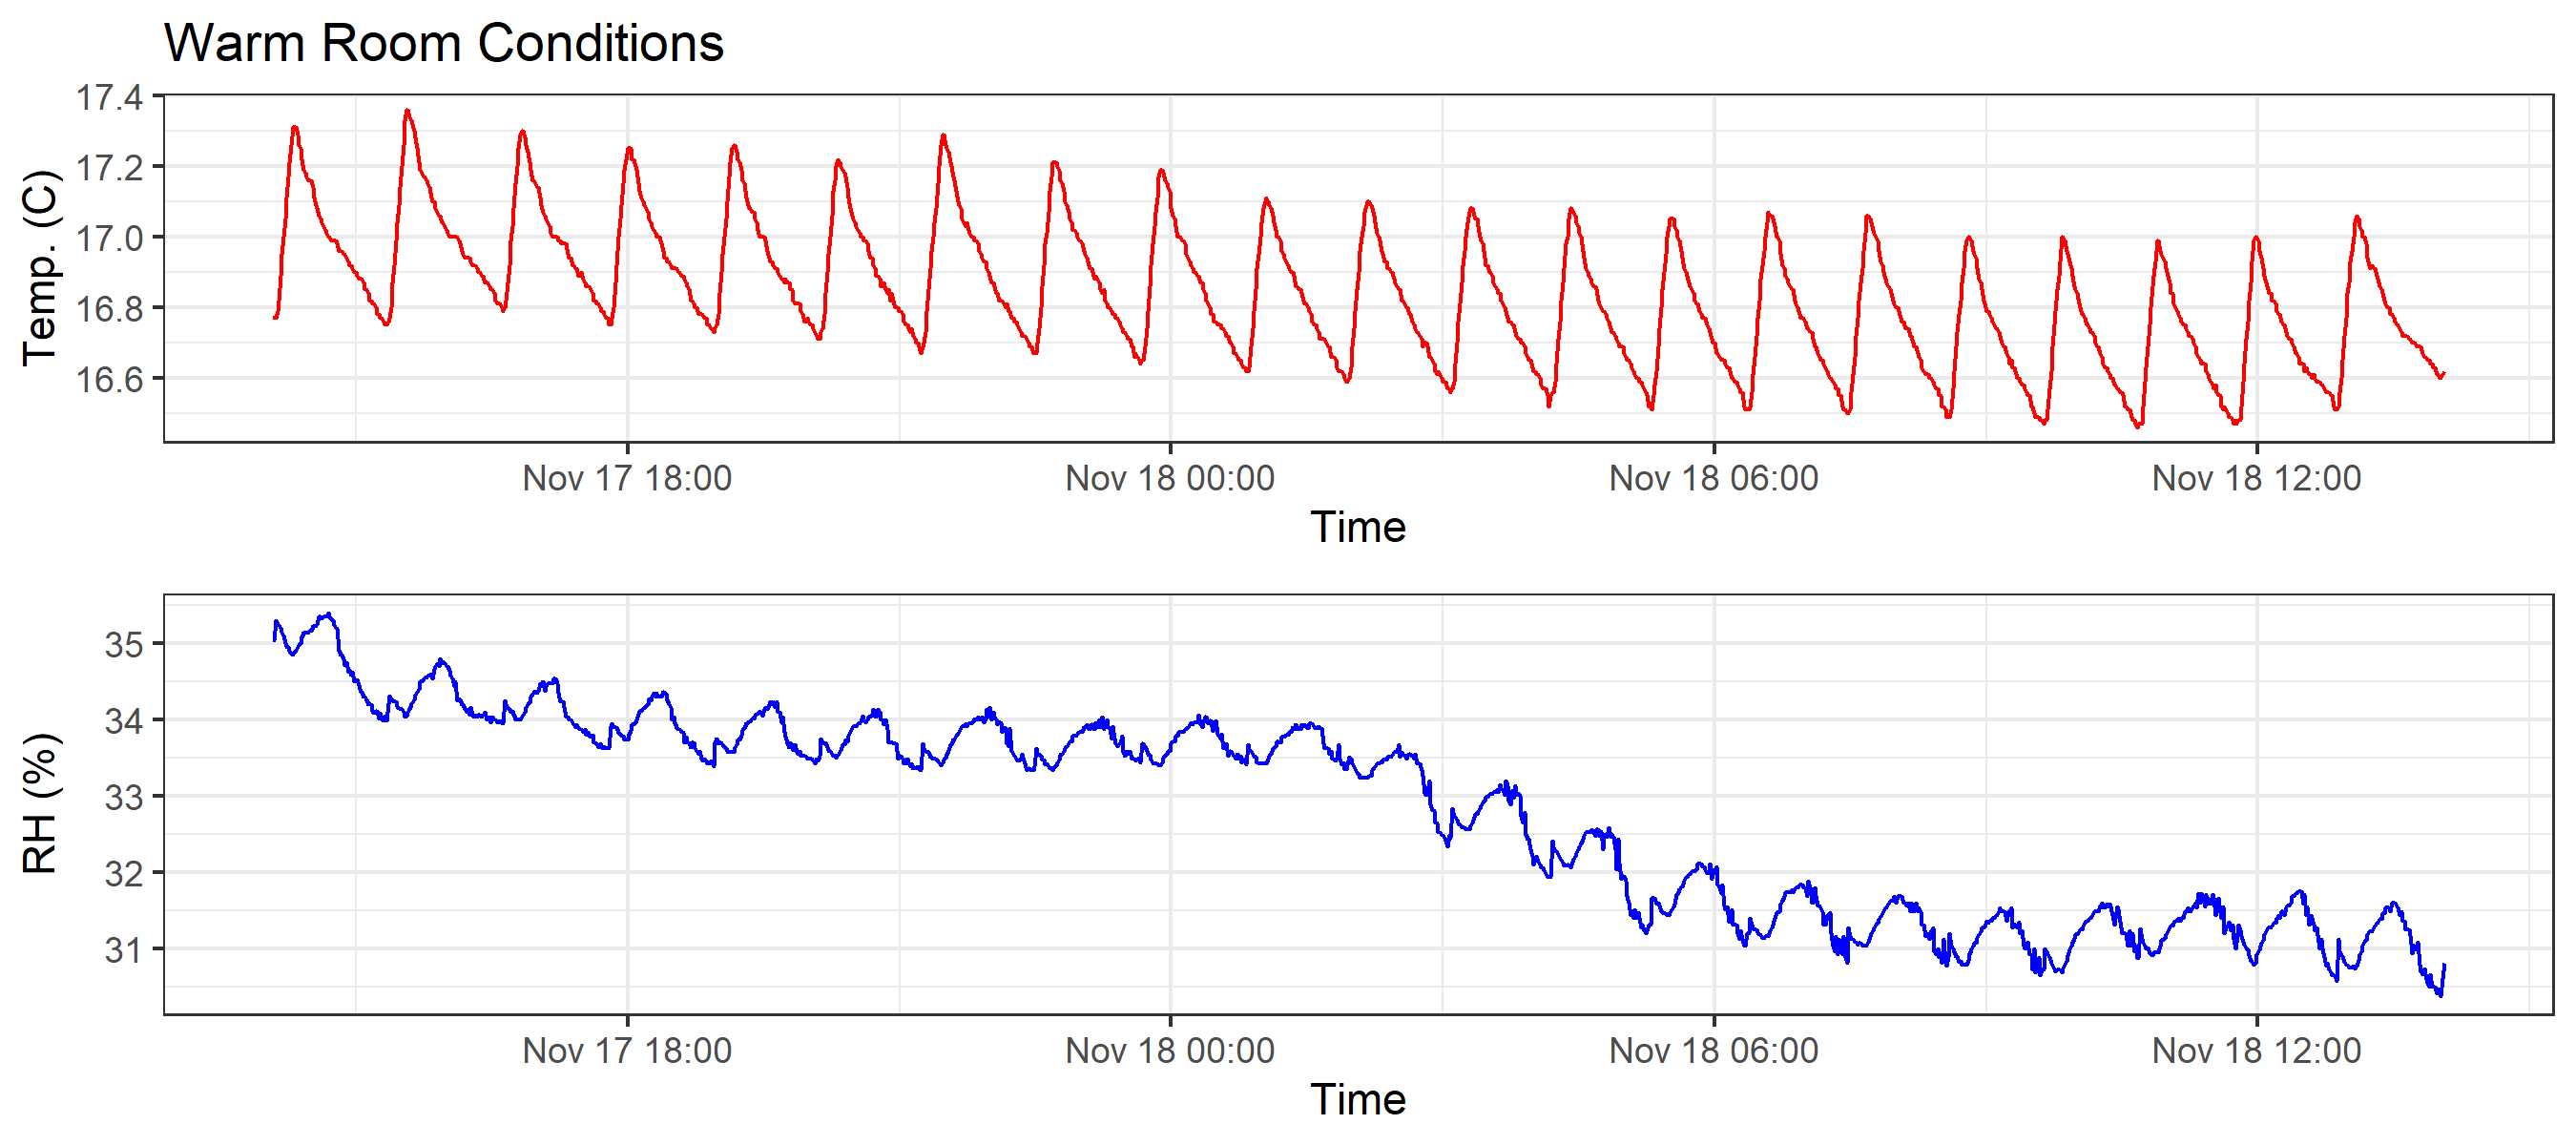 Warm Room Conditions
Temp. (C)
17.4
17.2
17.0
16.8
16.6
Nov 17 18:00 Nov 18 00:00 Nov 18 06:00 Nov 18 12:00
Time
RH (%)
35
34
33
32
31
Nov 17 18:00 Nov 18 00:00 Nov 18 06:00 Nov 18 12:00
Time